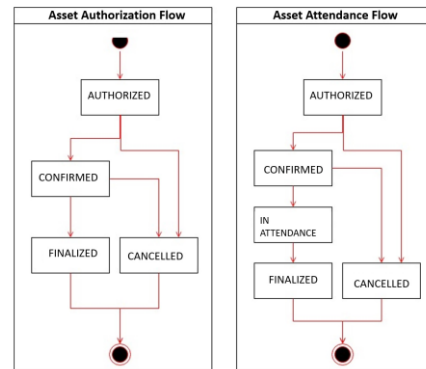 Asset Authorization Flow
AUTHORIZED
CONFIRMED
FINALIZED
CANCELLED
Asset Attendance Flow
AUTHORIZED
CONFIRMED
IN
ATTENDANCE
FINALIZED
CANCELLED